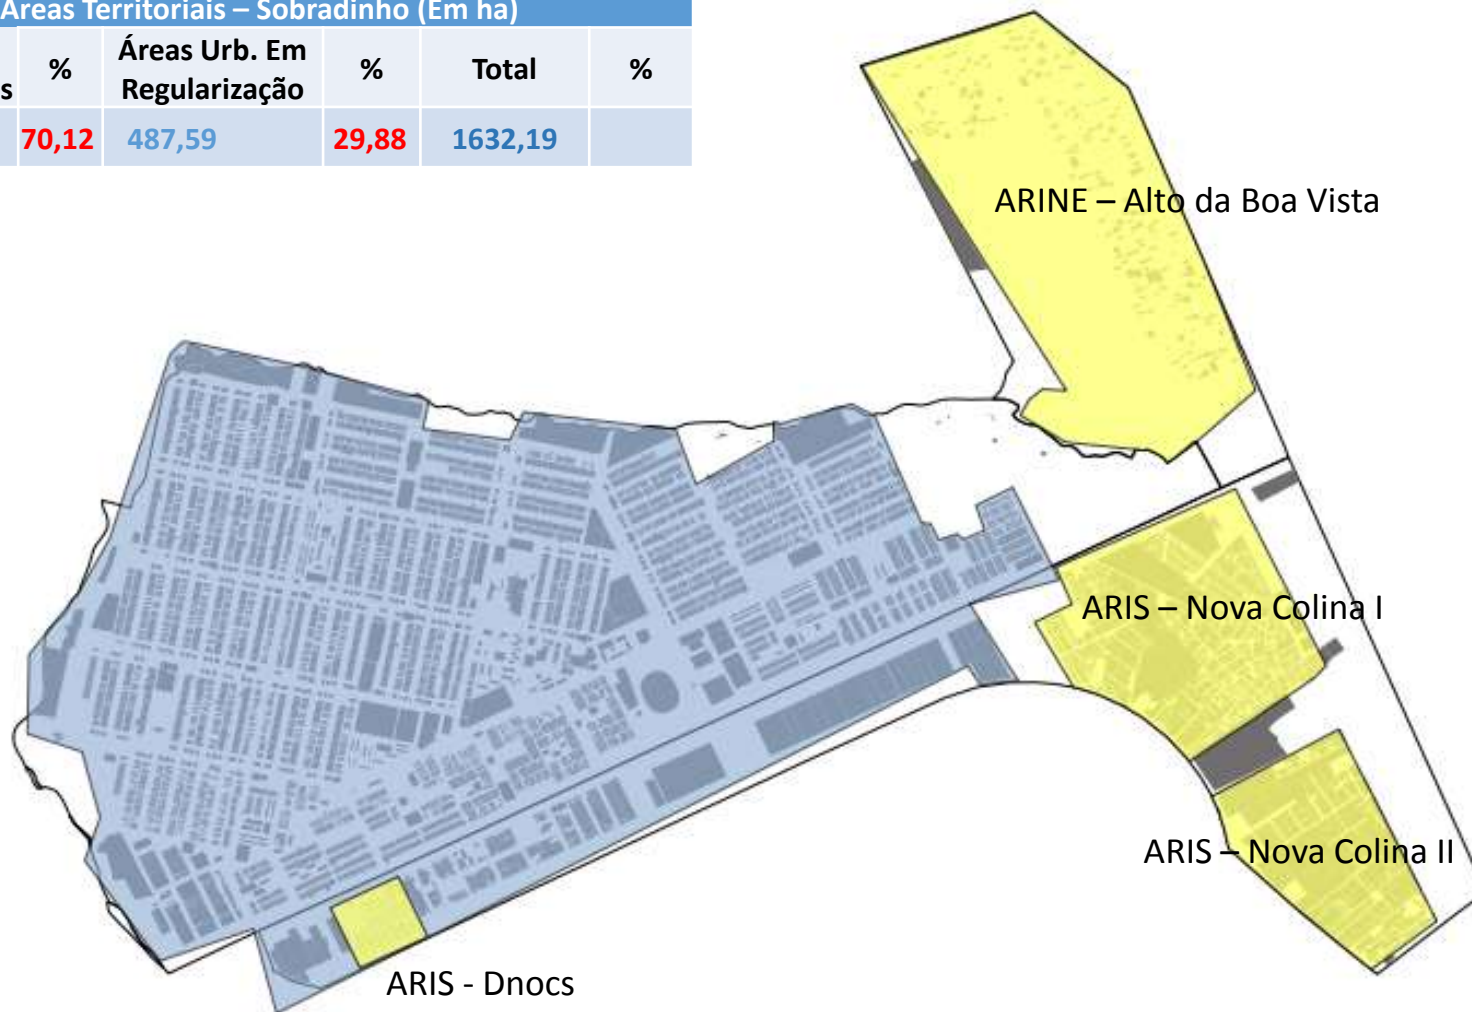 Áreas Territoriais – Sobradinho (Em ha)
s % Áreas Urb. Em Regularização % Total %
70,12 487,59 29,88 1632,19
ARINE – Alto da Boa Vista
ARIS – Nova Colina I
ARIS – Nova Colina II
ARIS - Dnocs